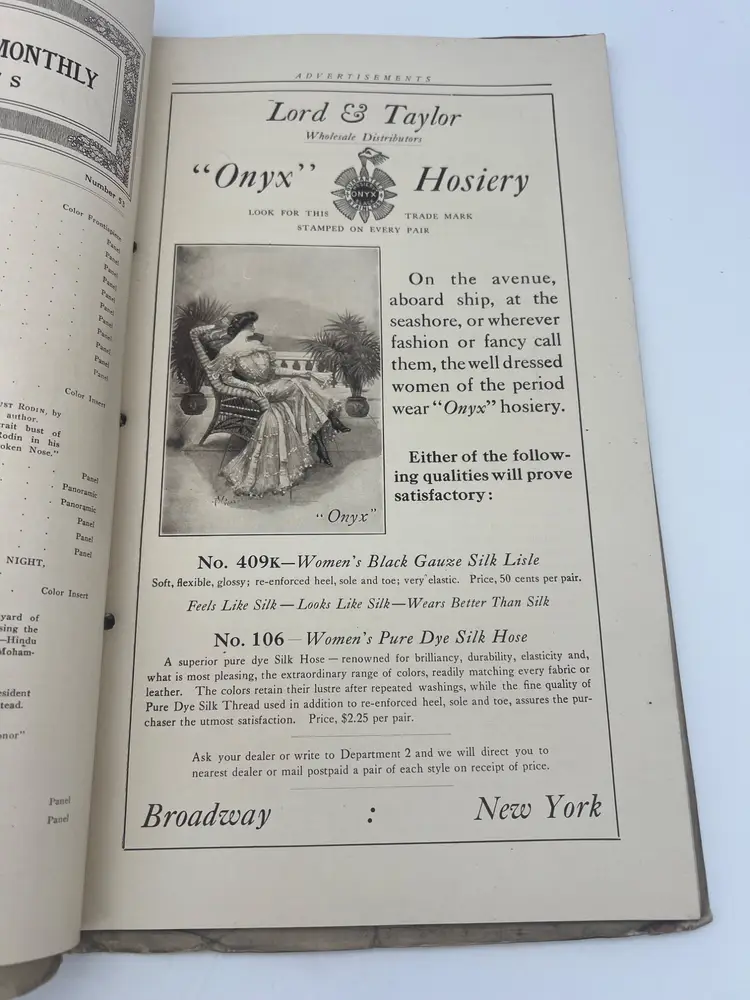 MONTHLY
S
Number 53
Color Frontispiece
Panel
Panel
Panel
Panel
Panel
Panel
Panel
Panel
Panel
Panel
Panel
Color Insert
RODIN, by
author.
bust of
Rodin in his
Nose."
Panel
Panoramic
Panoramic
Panel
Panel
Panel
NIGHT,
Color Insert
yard of
the
—Hindu
Panel
Panel
ADVERTISEMENTS
Lord & Taylor
Wholesale Distributors
"Onyx" ONYX Hosiery
LOOK FOR THIS TRADE MARK
STAMPED ON EVERY PAIR
On the avenue,
aboard ship, at the
seashore, or wherever
fashion or fancy call
them, the well dressed
women of the period
wear "Onyx" hosiery.
Either of the follow-
ing qualities will prove
satisfactory:
"Onyx"
No. 409K—Women's Black Gauze Silk Lisle
Soft, flexible, glossy; re-enforced heel, sole and toe; very elastic. Price, 50 cents per pair.
Feels Like Silk—Looks Like Silk—Wears Better Than Silk
No. 106—Women's Pure Dye Silk Hose
A superior pure dye Silk Hose—renowned for brilliancy, durability, elasticity and,
what is most pleasing, the extraordinary range of colors, readily matching every fabric or
leather. The colors retain their lustre after repeated washings, while the fine quality of
Pure Dye Silk Thread used in addition to re-enforced heel, sole and toe, assures the pur-
chaser the utmost satisfaction. Price, $2.25 per pair.
Ask your dealer or write to Department 2 and we will direct you to
nearest dealer or mail postpaid a pair of each style on receipt of price.
Broadway : New York